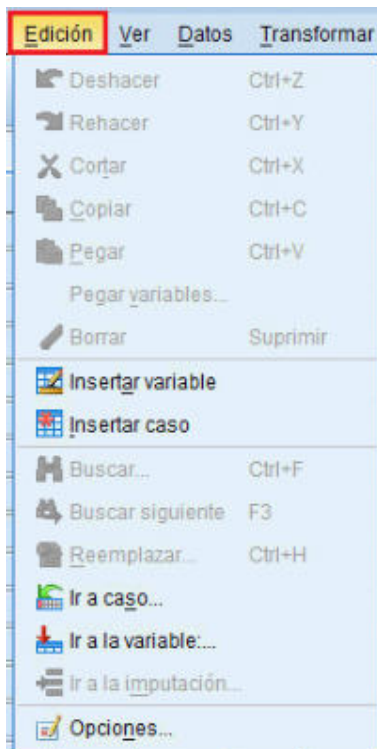 Edición Ver Datos Transformar
Deshacer Ctrl+Z
Rehacer Ctrl+Y
Cortar Ctrl+X
Copiar Ctrl+C
Pegar Ctrl+V
Pegar variables...
Borrar Suprimir
Insertar variable
Insertar caso
Buscar... Ctrl+F
Buscar siguiente F3
Reemplazar... Ctrl+H
Ir a caso...
Ir a la variable:...
Ir a la imputación...
Opciones...